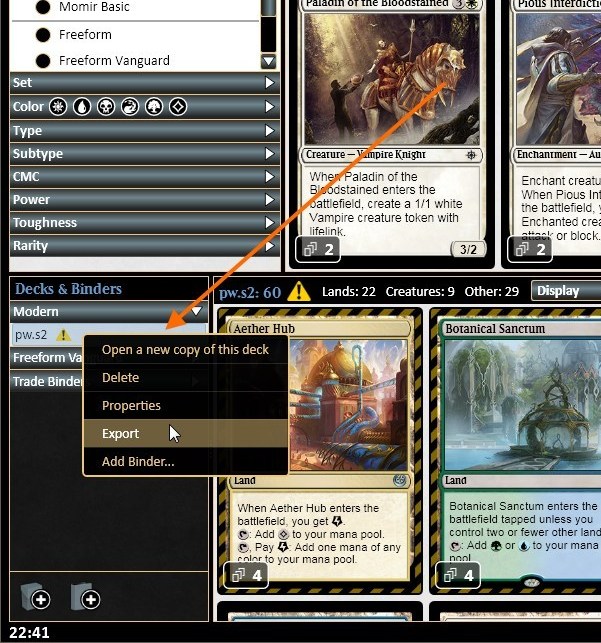 Momir Basic
Freeform
Freeform Vanguard
Set
Color
Type
Subtype
CMC
Power
Toughness
Rarity
Paladin of the Bloodstained 3
Creature — Vampire Knight
When Paladin of the
Bloodstained enters the
battlefield, create a 1/1 white
Vampire creature token with
lifelink.
2
3/2
Pious Interdicti
Enchantment — Au
Enchant creatu
When Pious Int
the battlefield, y
Enchanted crea
attack or block.
2
Decks & Binders
Modern
pw.s2
Freeform Va
Trade Binder
Open a new copy of this deck
Delete
Properties
Export
Add Binder...
pw.s2: 60
Lands: 22 Creatures: 9 Other: 29 Display
Aether Hub
Land
When Aether Hub enters the
battlefield, you get
: Add to your mana pool.
, Pay : Add one mana of any
color to your mana pool.
4
Botanical Sanctum
Land
Botanical Sanctum enters the
battlefield tapped unless you
control two or fewer other land
: Add or to your mana
pool.
4
22:41